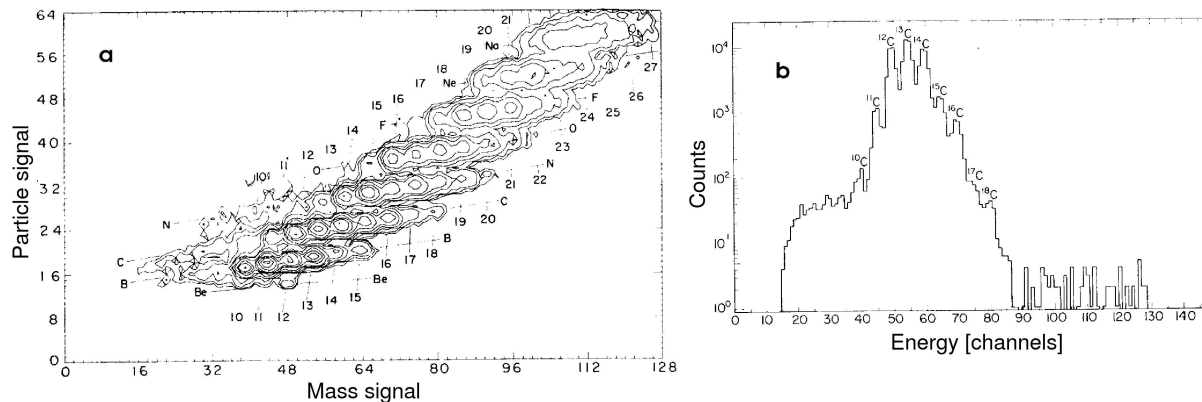 a
Particle signal
64
56
48
40
32
24
16
8
0
0 16 32 48 64 80 96 112 128
Mass signal
N
C
B
Be
O
F
Ne
Na
10 11 12 13 14 15 16 17 18 19 20 21
10 11 12 13 14 15 16 17 18 19 20 21 22 23 24 25 26 27
Be
B
C
N
O
F
b
Counts
10⁴
10³
10²
10¹
10⁰
¹⁰C
¹¹C
¹²C
¹³C
¹⁴C
¹⁵C
¹⁶C
¹⁷C
¹⁸C
0 10 20 30 40 50 60 70 80 90 100 110 120 130 140
Energy [channels]